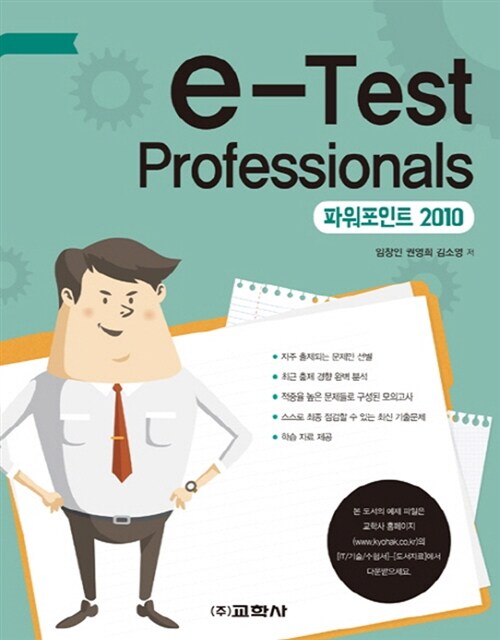 e-Test
Professionals
파워포인트 2010
임창인 권영희 김소영 저
자주 출제되는 문제만 선별
최근 출제 경향 완벽 분석
적중율 높은 문제들로 구성된 모의고사
스스로 최종 점검할 수 있는 최신 기출문제
학습 자료 제공
본 도서의 예제 파일은
교학사 홈페이지
(www.kyohak.co.kr)의
[IT/기술/수험서]-[도서자료]에서
다운받으세요.
(주)교학사